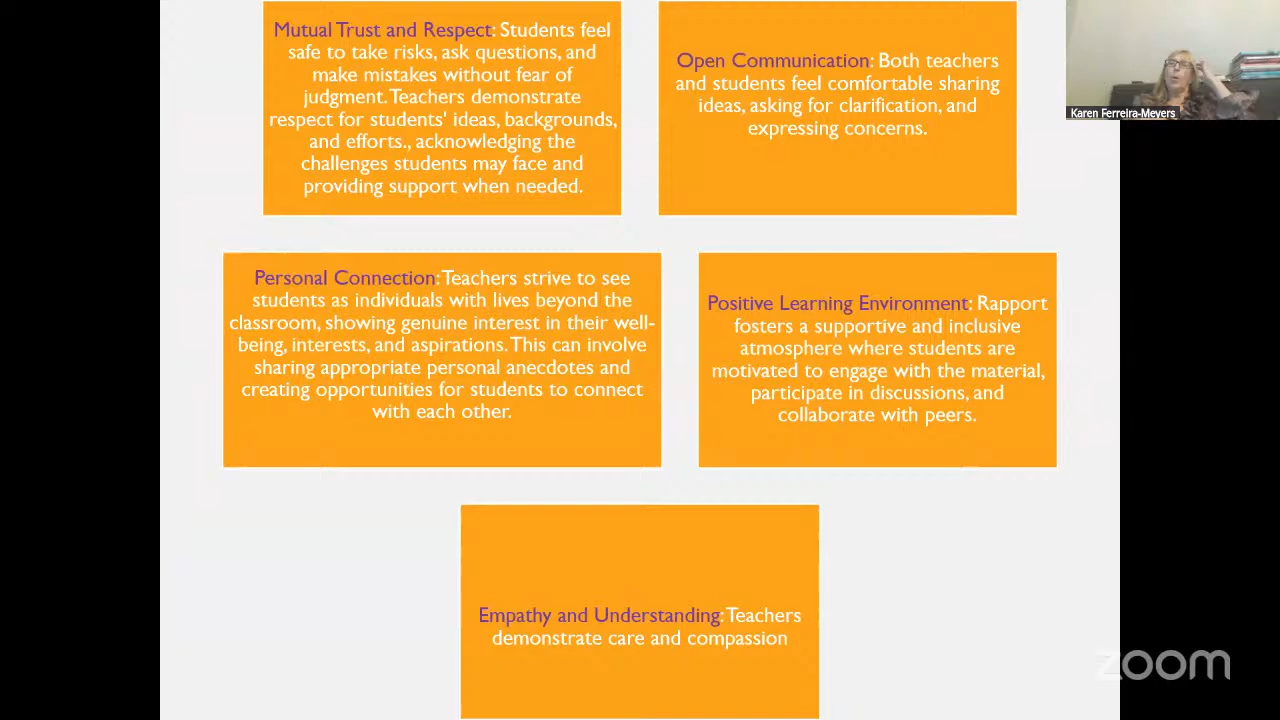 Mutual Trust and Respect: Students feel
safe to take risks, ask questions, and
make mistakes without fear of
judgment. Teachers demonstrate
respect for students' ideas, backgrounds,
and efforts., acknowledging the
challenges students may face and
providing support when needed.
Open Communication: Both teachers
and students feel comfortable sharing
ideas, asking for clarification, and
expressing concerns.
Karen Ferreira-Meyers
Personal Connection: Teachers strive to see
students as individuals with lives beyond the
classroom, showing genuine interest in their well-
being, interests, and aspirations. This can involve
sharing appropriate personal anecdotes and
creating opportunities for students to connect
with each other.
Positive Learning Environment: Rapport
fosters a supportive and inclusive
atmosphere where students are
motivated to engage with the material,
participate in discussions, and
collaborate with peers.
Empathy and Understanding: Teachers
demonstrate care and compassion
zoom